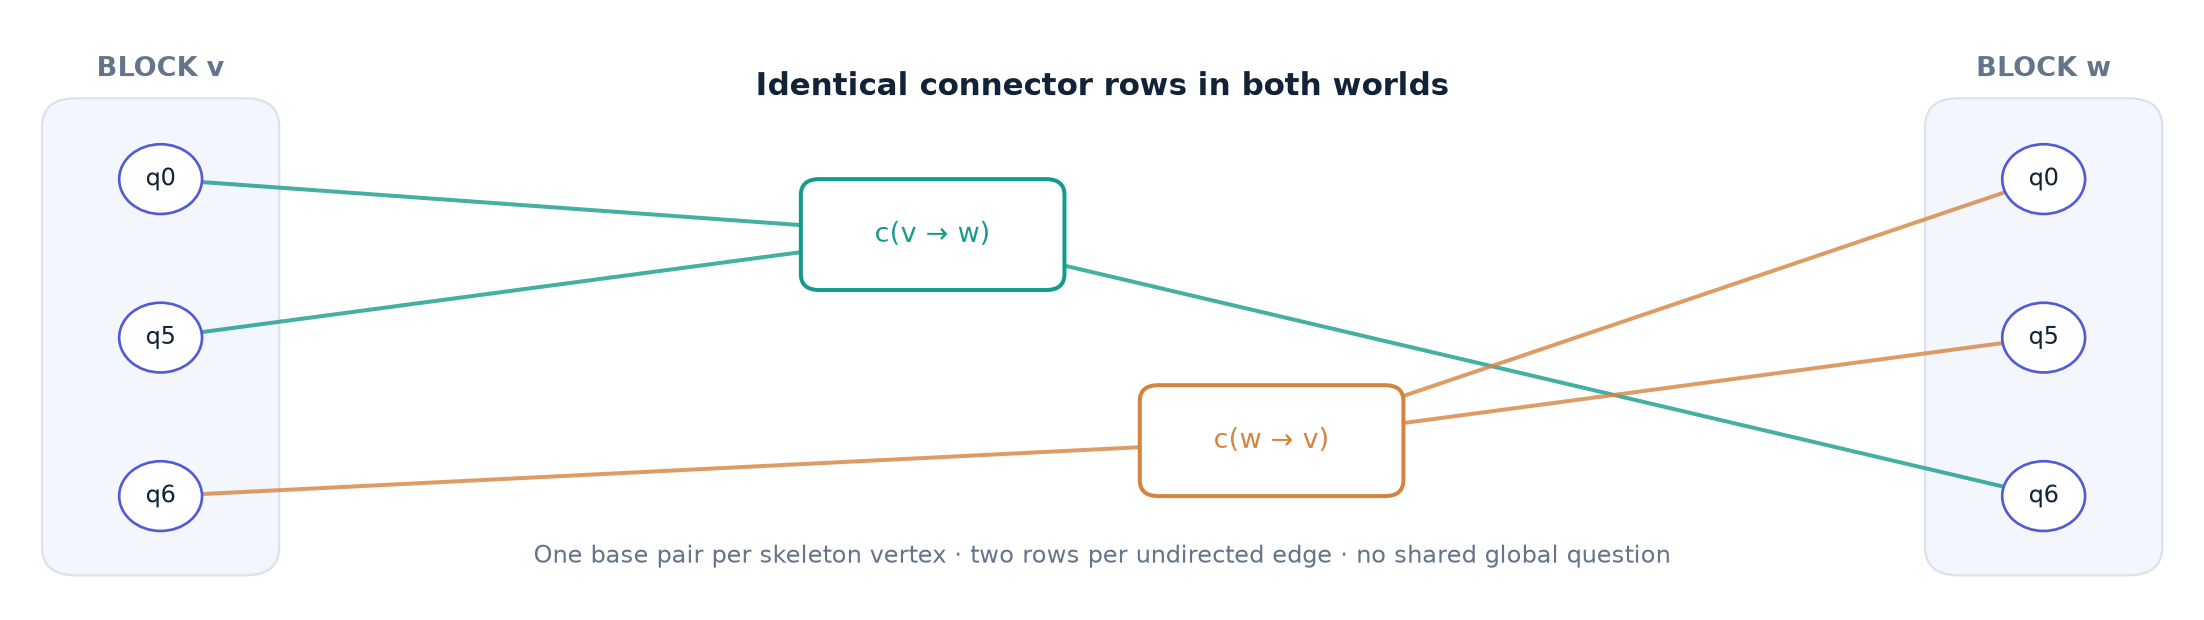 BLOCK v
BLOCK w
Identical connector rows in both worlds
q0
q0
c(v → w)
q5
q5
c(w → v)
q6
q6
One base pair per skeleton vertex · two rows per undirected edge · no shared global question